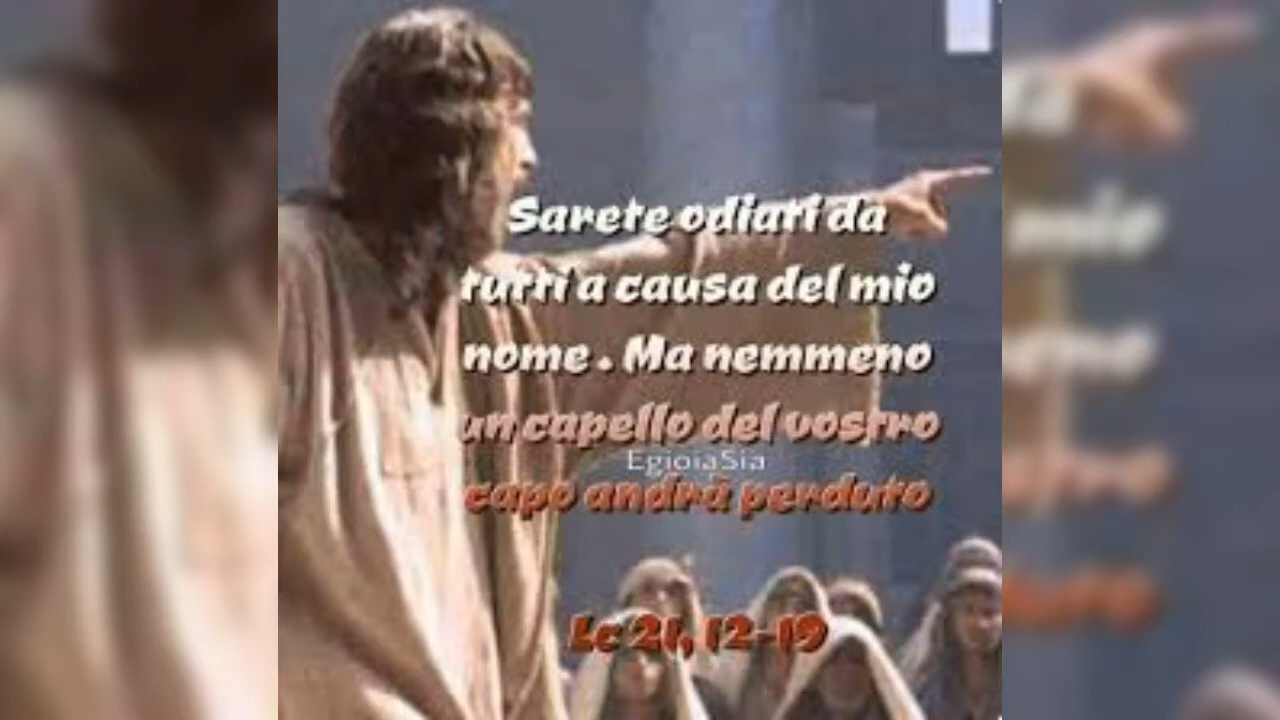 Sarete odiati da
tutti a causa del mio
nome . Ma nemmeno
un capello del vostro
EgioiaSia
capo andrà perduto
Lc 21, 12-19